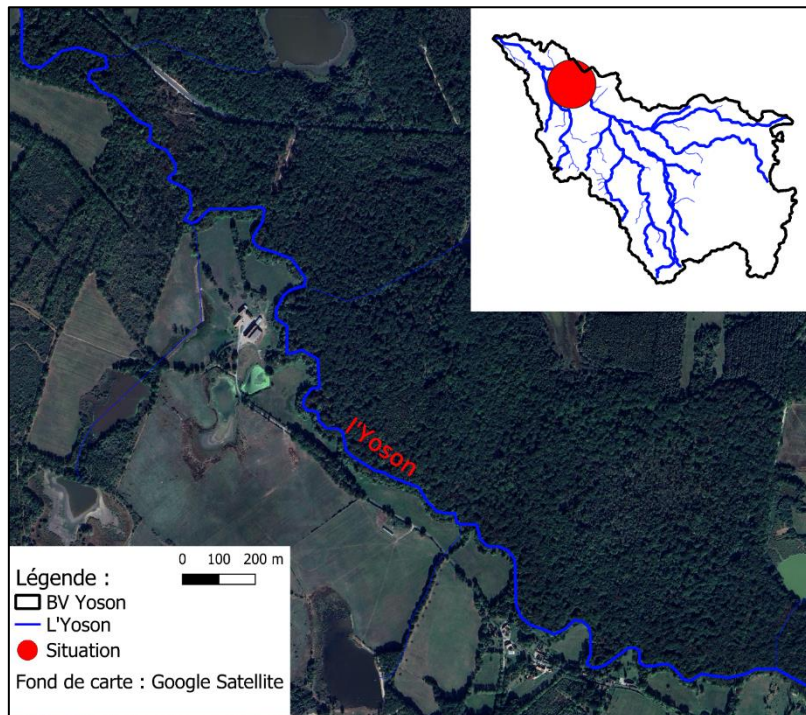 l'Yoson
0 100 200 m
Légende :
BV Yoson
L'Yoson
Situation
Fond de carte : Google Satellite